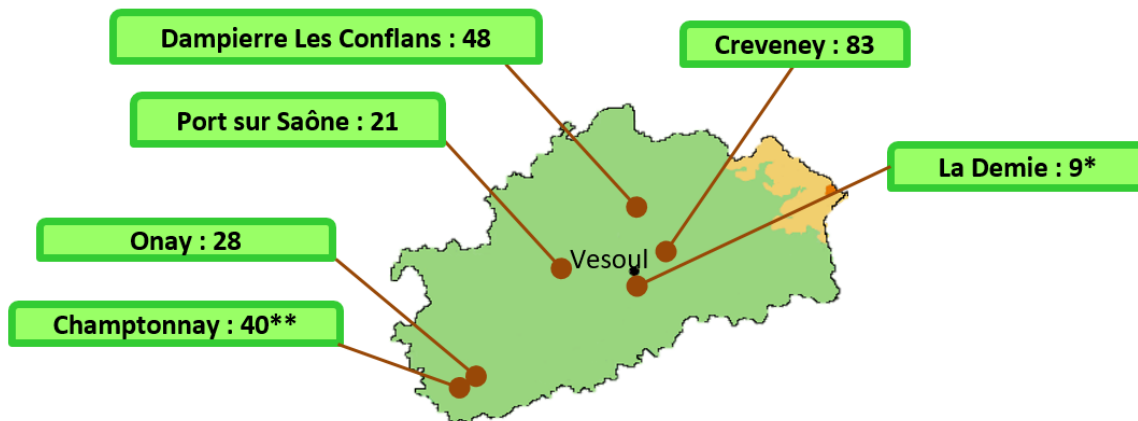 Dampierre Les Conflans : 48
Creveney : 83
Port sur Saône : 21
La Demie : 9*
Onay : 28
Vesoul
Champtonnay : 40**